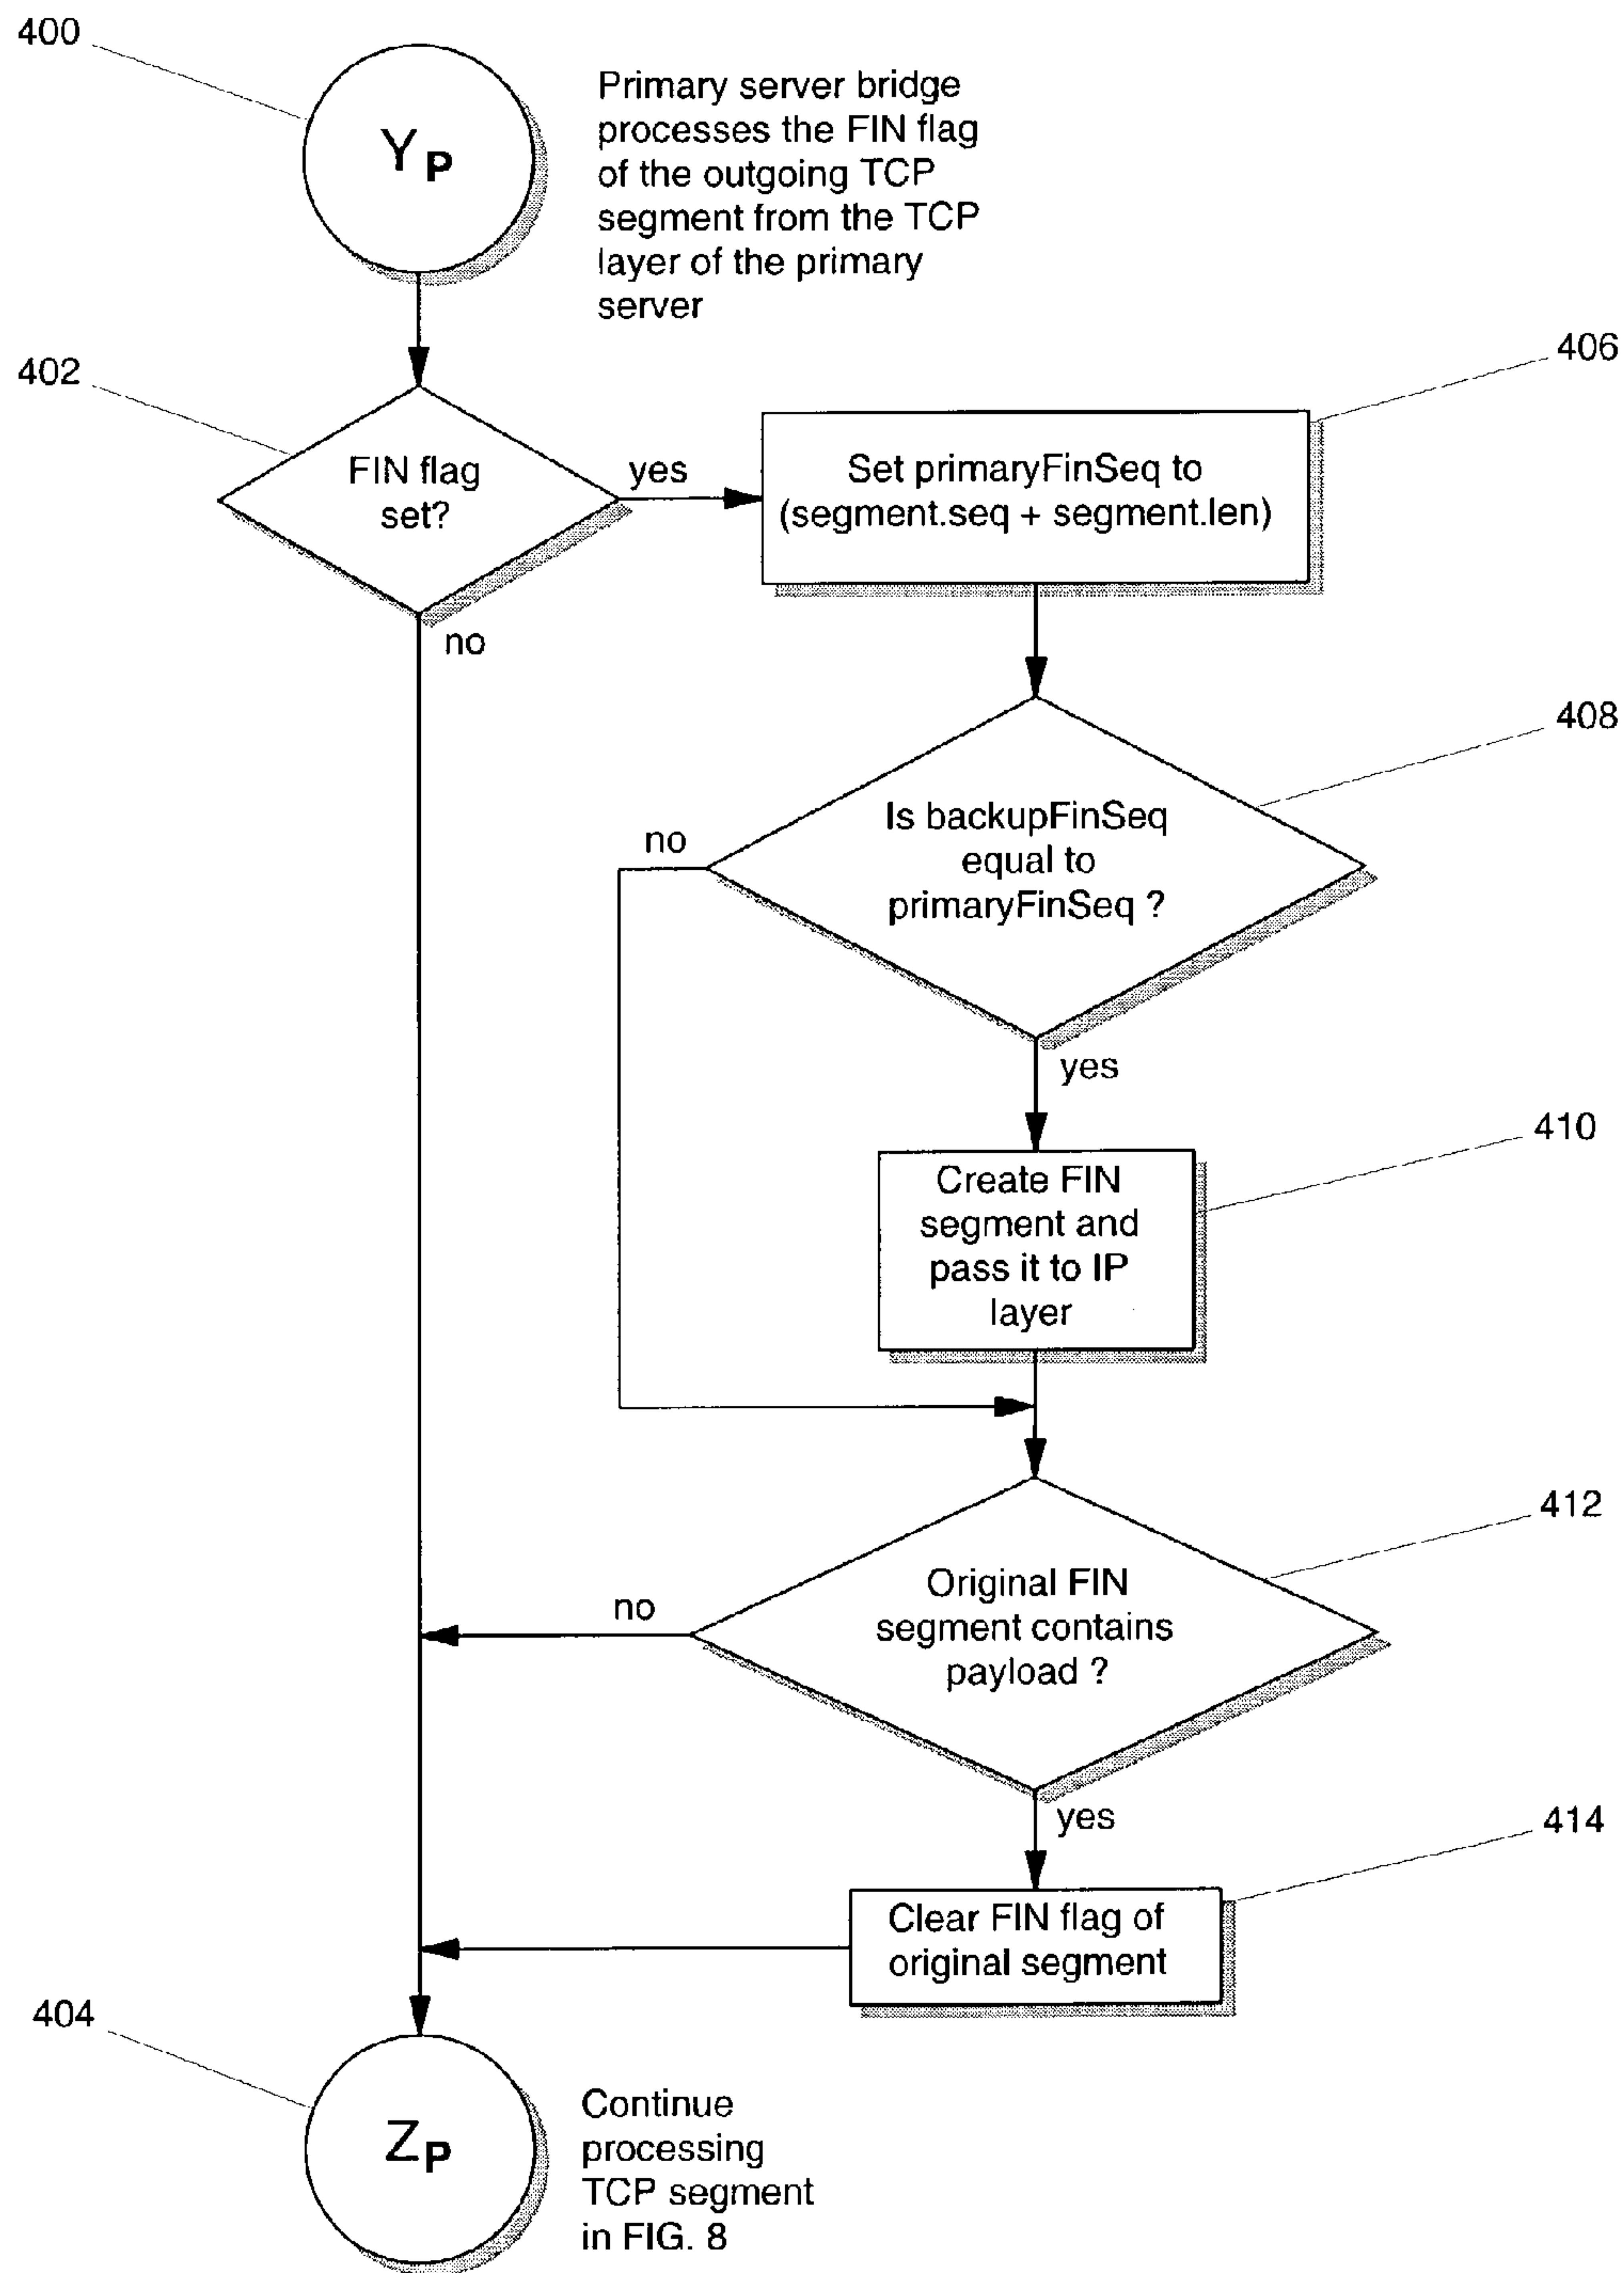 400
Y P
Primary server bridge
processes the FIN flag
of the outgoing TCP
segment from the TCP
layer of the primary
server
402
FIN flag
set?
yes
no
406
Set primaryFinSeq to
(segment.seq + segment.len)
408
Is backupFinSeq
equal to
primaryFinSeq ?
no
yes
410
Create FIN
segment and
pass it to IP
layer
412
Original FIN
segment contains
payload ?
no
yes
414
Clear FIN flag of
original segment
404
Z P
Continue
processing
TCP segment
in FIG. 8